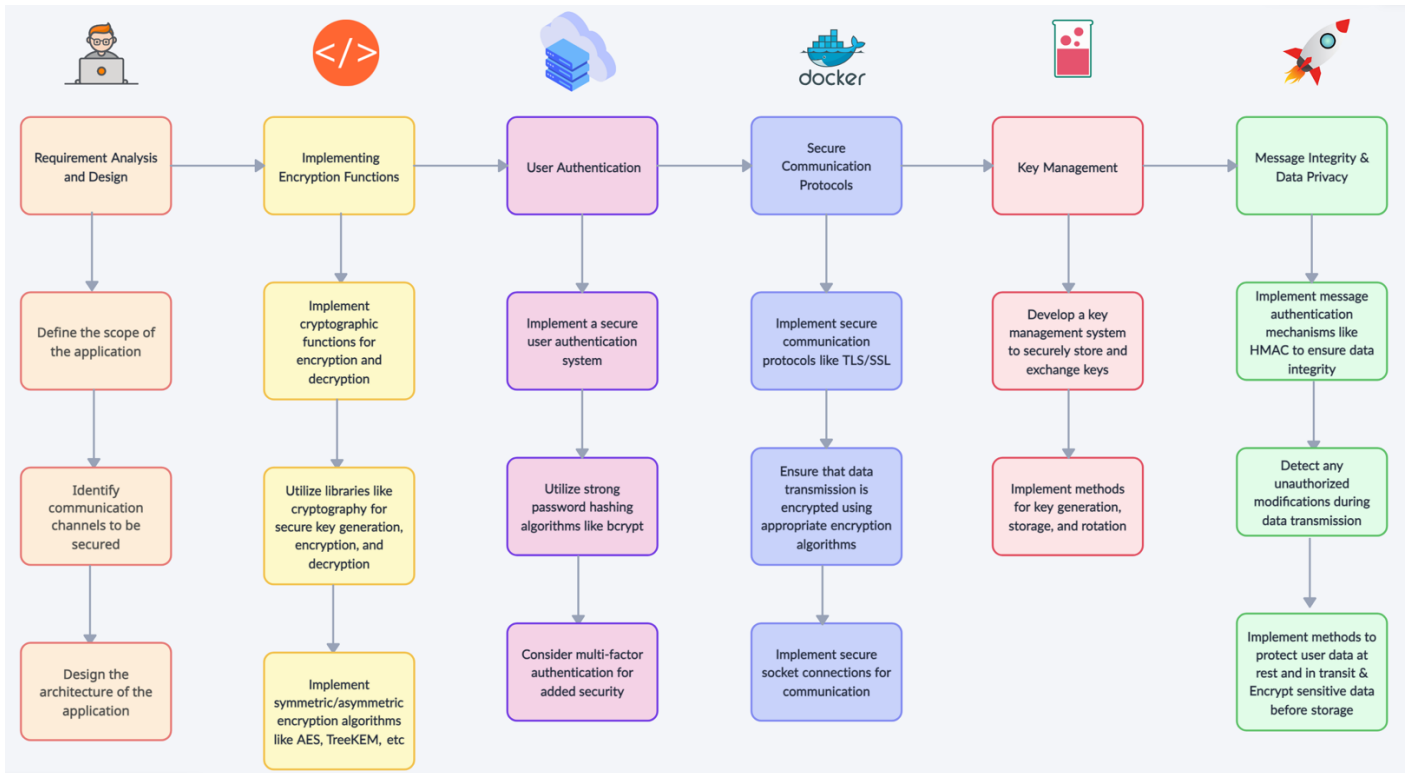 </>
docker
Requirement Analysis
and Design
Implementing
Encryption Functions
User Authentication
Secure
Communication
Protocols
Key Management
Message Integrity &
Data Privacy
Define the scope of
the application
Implement
cryptographic
functions for
encryption and
decryption
Implement a secure
user authentication
system
Implement secure
communication
protocols like TLS/SSL
Develop a key
management system
to securely store and
exchange keys
Implement message
authentication
mechanisms like
HMAC to ensure data
integrity
Identify
communication
channels to be
secured
Utilize libraries like
cryptography for
secure key generation,
encryption, and
decryption
Utilize strong
password hashing
algorithms like bcrypt
Ensure that data
transmission is
encrypted using
appropriate encryption
algorithms
Implement methods
for key generation,
storage, and rotation
Detect any
unauthorized
modifications during
data transmission
Design the
architecture of the
application
Implement
symmetric/asymmetric
encryption algorithms
like AES, TreeKEM, etc
Consider multi-factor
authentication for
added security
Implement secure
socket connections for
communication
Implement methods to
protect user data at
rest and in transit &
Encrypt sensitive data
before storage